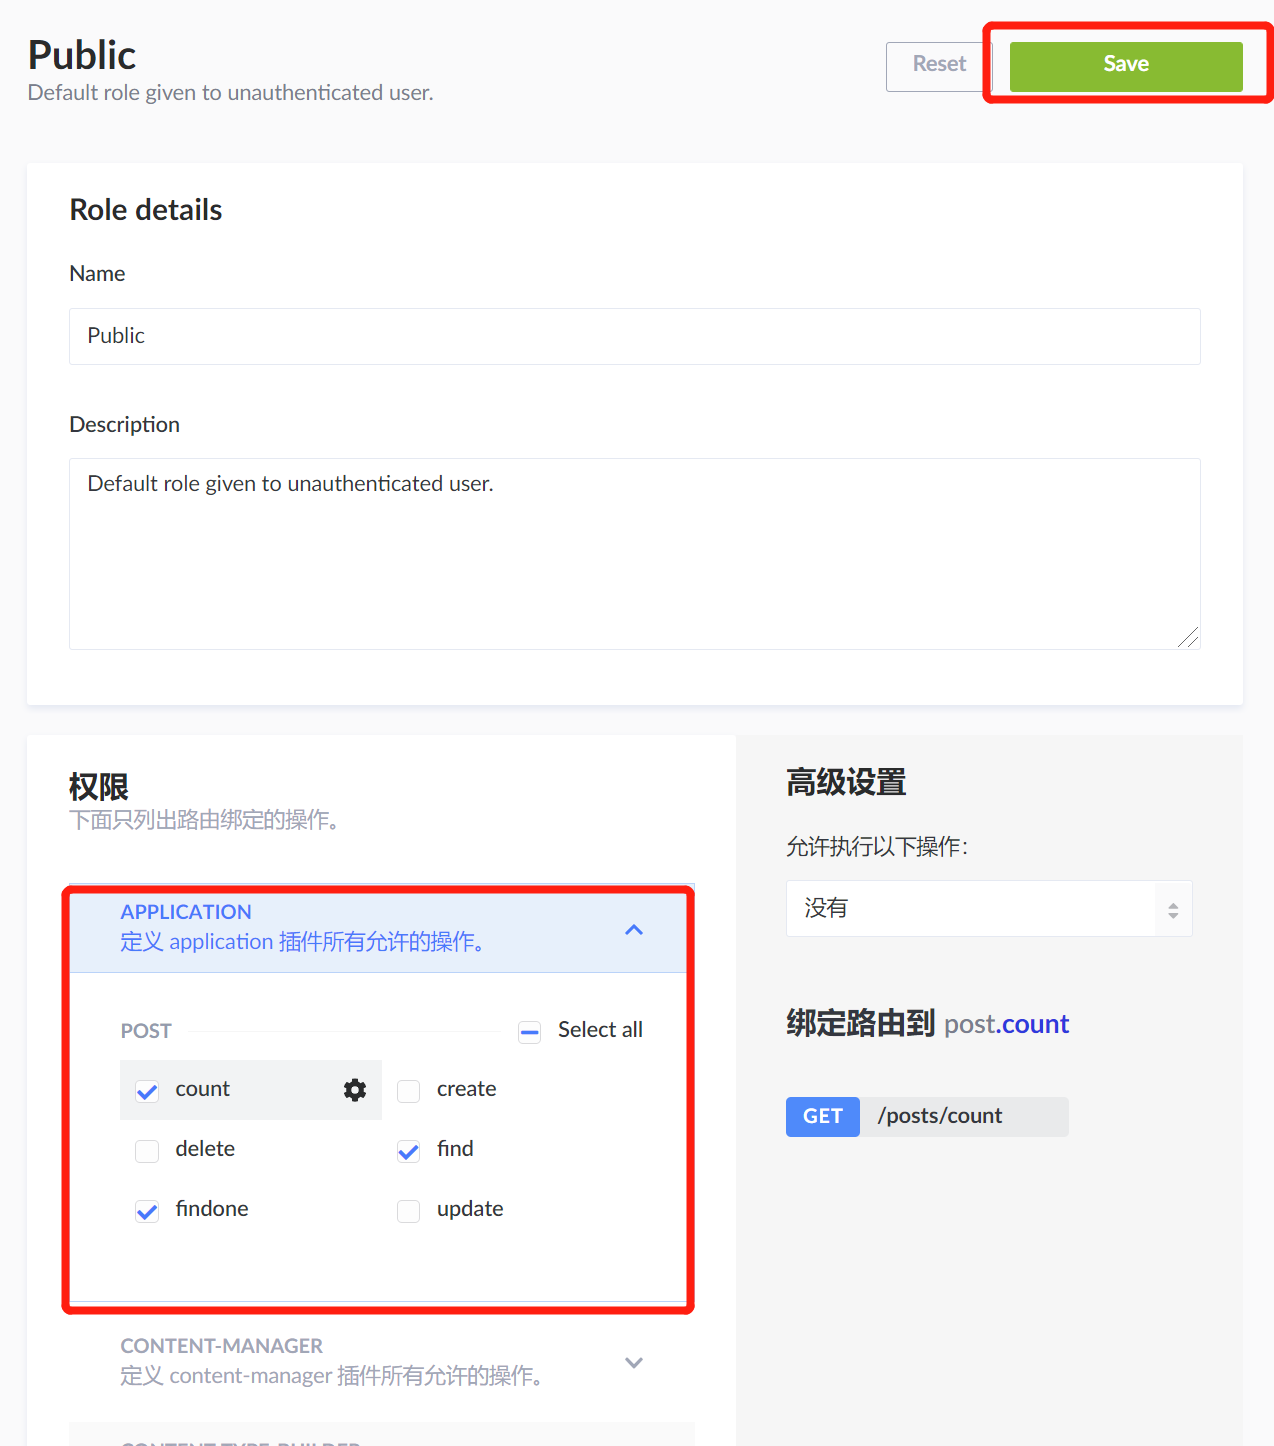 Public
Default role given to unauthenticated user.
Reset
Save
Role details
Name
Public
Description
Default role given to unauthenticated user.
权限
下面只列出路由绑定的操作。
APPLICATION
定义 application 插件所有允许的操作。
POST
Select all
count
create
delete
find
findone
update
CONTENT-MANAGER
定义 content-manager 插件所有允许的操作。
CONTENT-TYPE-BUILDER
高级设置
允许执行以下操作：
没有
绑定路由到 post.count
GET /posts/count